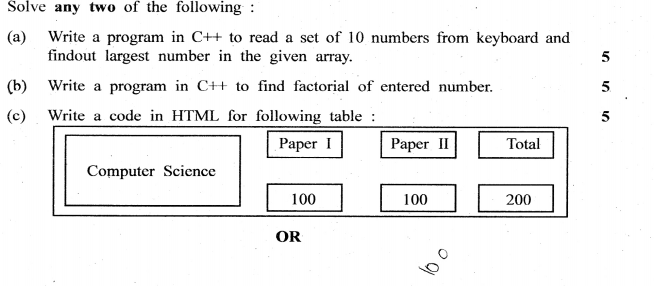 Solve any two of the following :
(a) Write a program in C++ to read a set of 10 numbers from keyboard and
findout largest number in the given array. 5
(b) Write a program in C++ to find factorial of entered number. 5
(c) Write a code in HTML for following table : 5
Paper I Paper II Total
Computer Science
100 100 200
OR
100